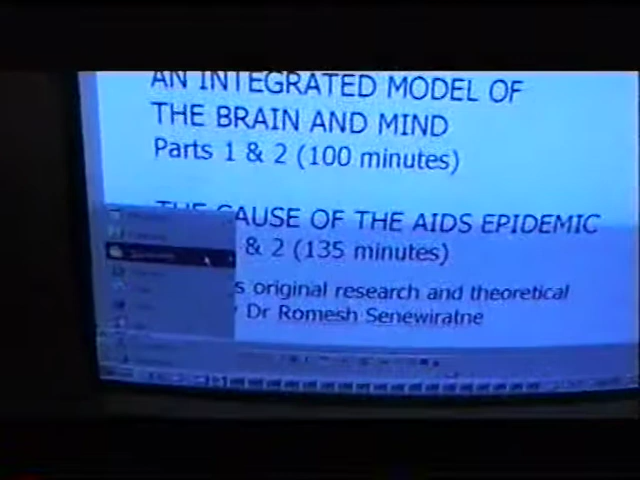 AN INTEGRATED MODEL OF
THE BRAIN AND MIND
Parts 1 & 2 (100 minutes)
THE CAUSE OF THE AIDS EPIDEMIC
& 2 (135 minutes)
s original research and theoretical
Dr Romesh Senewiratne